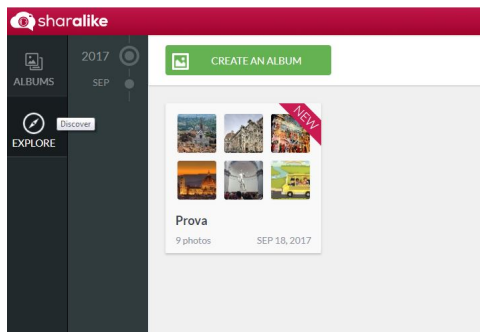 sharalike
2017
SEP
ALBUMS
EXPLORE
Discover
CREATE AN ALBUM
NEW
Prova
9 photos
SEP 18, 2017